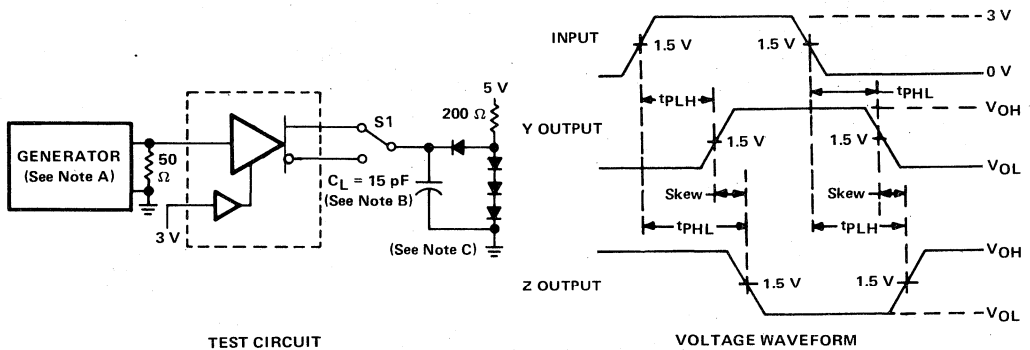 GENERATOR
(See Note A)
50
Ω
3 V
S1
5 V
200 Ω
CL = 15 pF
(See Note B)
(See Note C)
TEST CIRCUIT
INPUT
1.5 V
1.5 V
3 V
0 V
tPLH
tPHL
Y OUTPUT
1.5 V
1.5 V
VOH
VOL
Skew
Skew
tPHL
tPLH
Z OUTPUT
1.5 V
1.5 V
VOH
VOL
VOLTAGE WAVEFORM